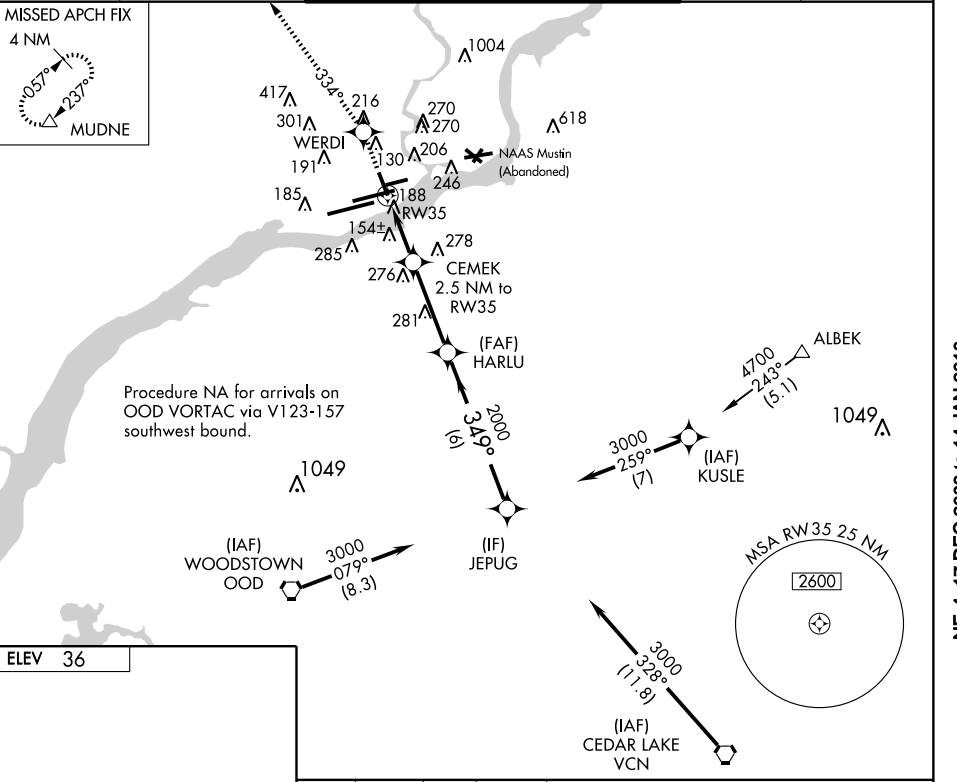 MISSED APCH FIX
4 NM
057°
237°
MUDNE
334°
1004
417
216
301
270
270
618
WERDI
130
206
NAAS Mustin
(Abandoned)
191
246
185
188
RW35
154±
285
278
276
CEMEK
2.5 NM to
RW35
281
(FAF)
HARLU
ALBEK
4700
243°
(5.1)
Procedure NA for arrivals on
OOD VORTAC via V123-157
southwest bound.
2000
349°
(6)
1049
3000
259°
(7)
(IAF)
KUSLE
1049
(IF)
JEPUG
(IAF)
WOODSTOWN
OOD
3000
079°
(8.3)
MSA RW35 25 NM
2600
ELEV 36
3000
328°
(11.8)
(IAF)
CEDAR LAKE
VCN